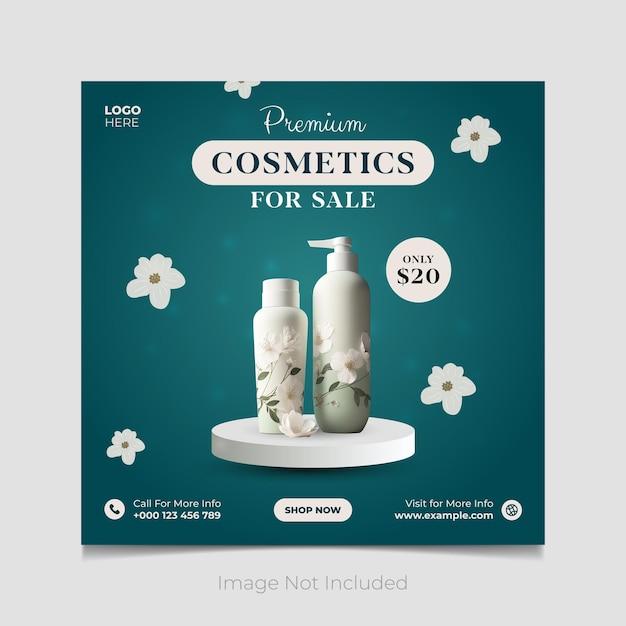 LOGO
HERE
Premium
COSMETICS
FOR SALE
ONLY
$20
Call For More Info
+000 123 456 789
SHOP NOW
Visit for More Info
www.example.com
Image Not Included